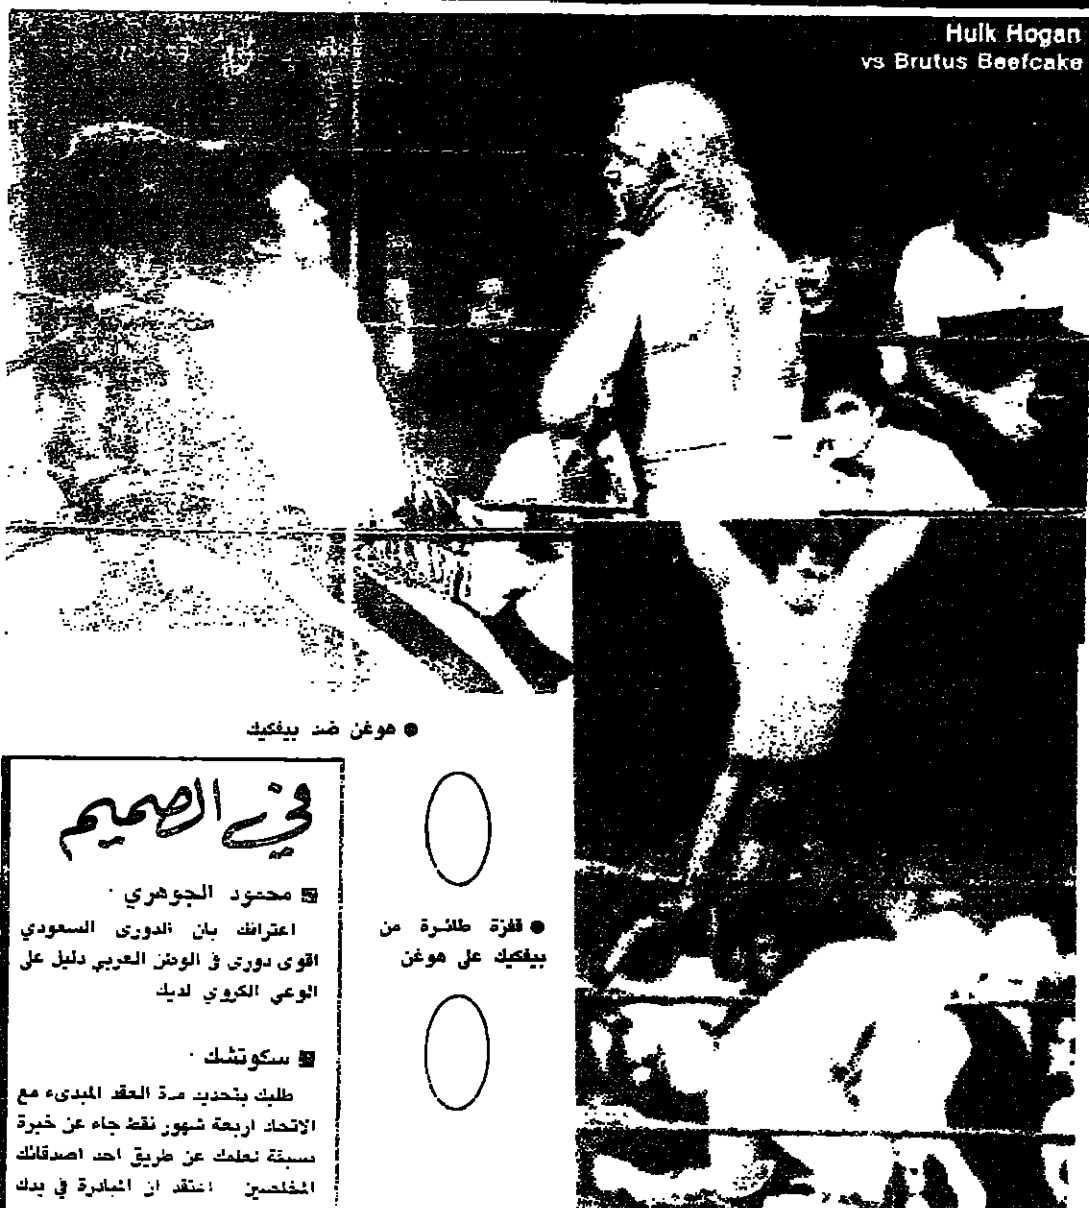 Hulk Hogan
vs Brutus Beefcake
● هوغن ضد بيفكيك
● قفزة طائرة من
بيفكيك على هوغن
في الصميم
■ محمود الجوهري ·
اعترافك بان الدوري السعودي
اقوى دوري في الوطن العربي دليل على
الوعي الكروي لديك
■ سكوتشك ·
طلبك بتحديد مدة العقد المبدىء مع
الاتحاد اربعة شهور فقط جاء عن خبرة
مسبقة نعلمك عن طريق احد اصدقائك
المخلصين اعتقد ان المبادرة في يدك